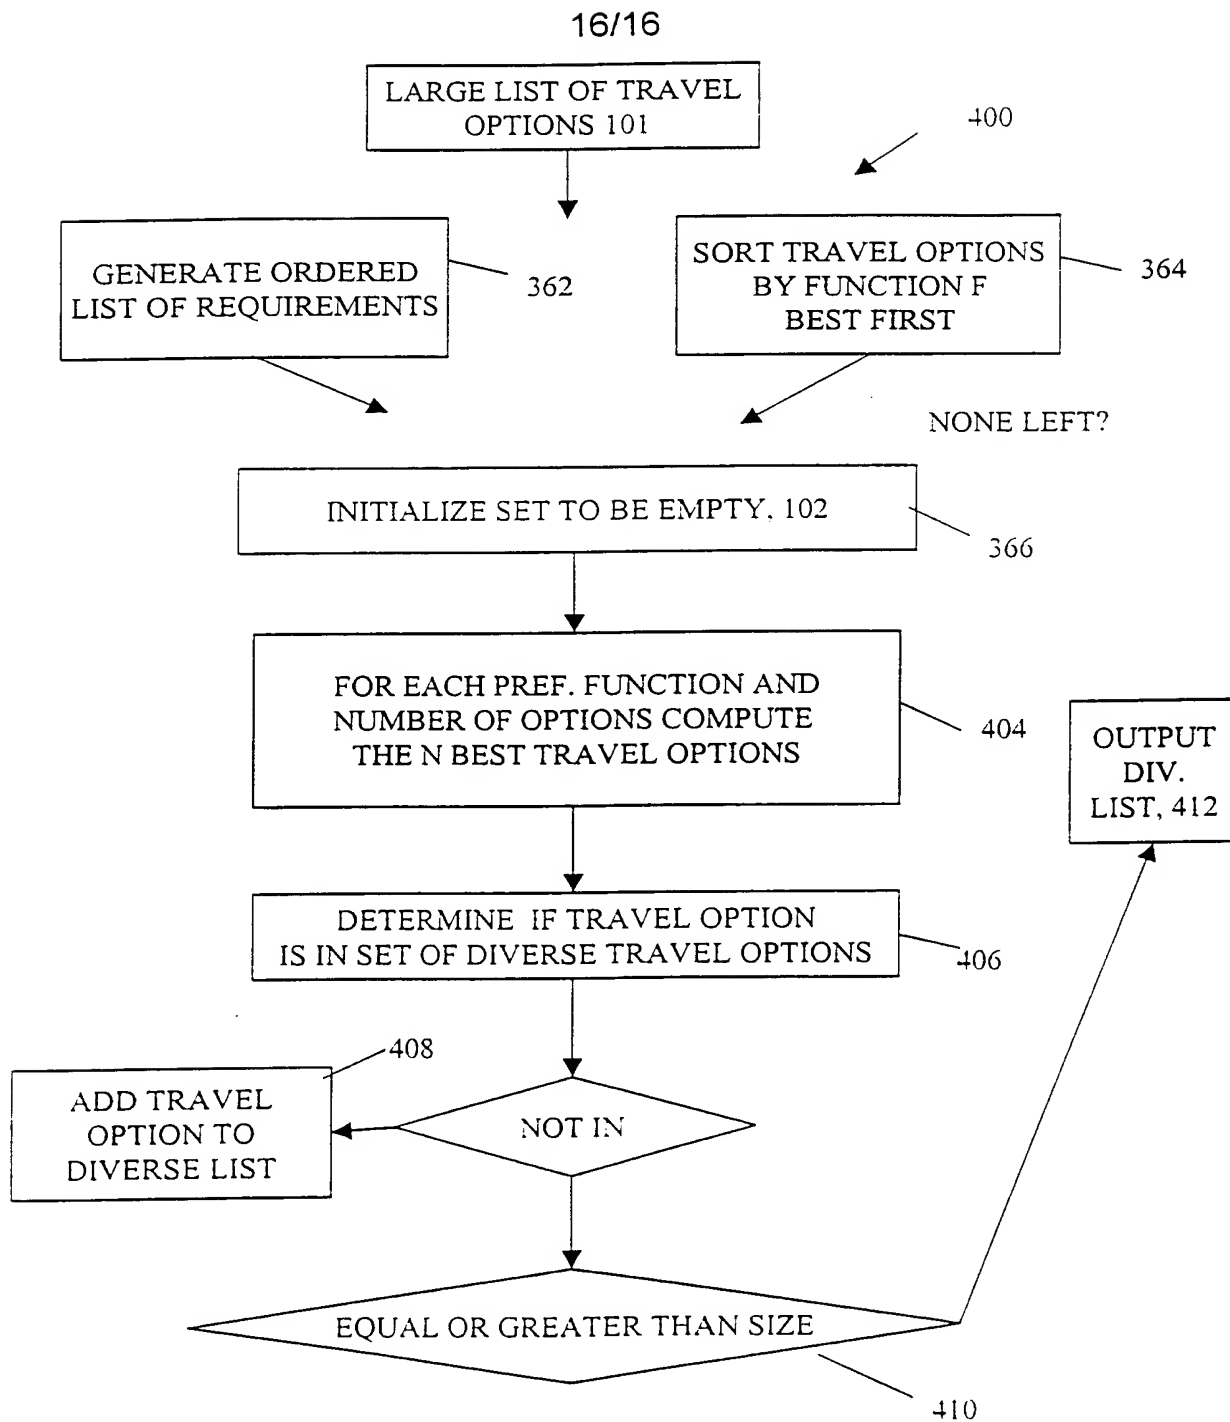 16/16
LARGE LIST OF TRAVEL
OPTIONS 101
400
GENERATE ORDERED
LIST OF REQUIREMENTS
362
SORT TRAVEL OPTIONS
BY FUNCTION F
BEST FIRST
364
NONE LEFT?
INITIALIZE SET TO BE EMPTY, 102
366
FOR EACH PREF. FUNCTION AND
NUMBER OF OPTIONS COMPUTE
THE N BEST TRAVEL OPTIONS
404
OUTPUT
DIV.
LIST, 412
DETERMINE IF TRAVEL OPTION
IS IN SET OF DIVERSE TRAVEL OPTIONS
406
408
ADD TRAVEL
OPTION TO
DIVERSE LIST
NOT IN
EQUAL OR GREATER THAN SIZE
410